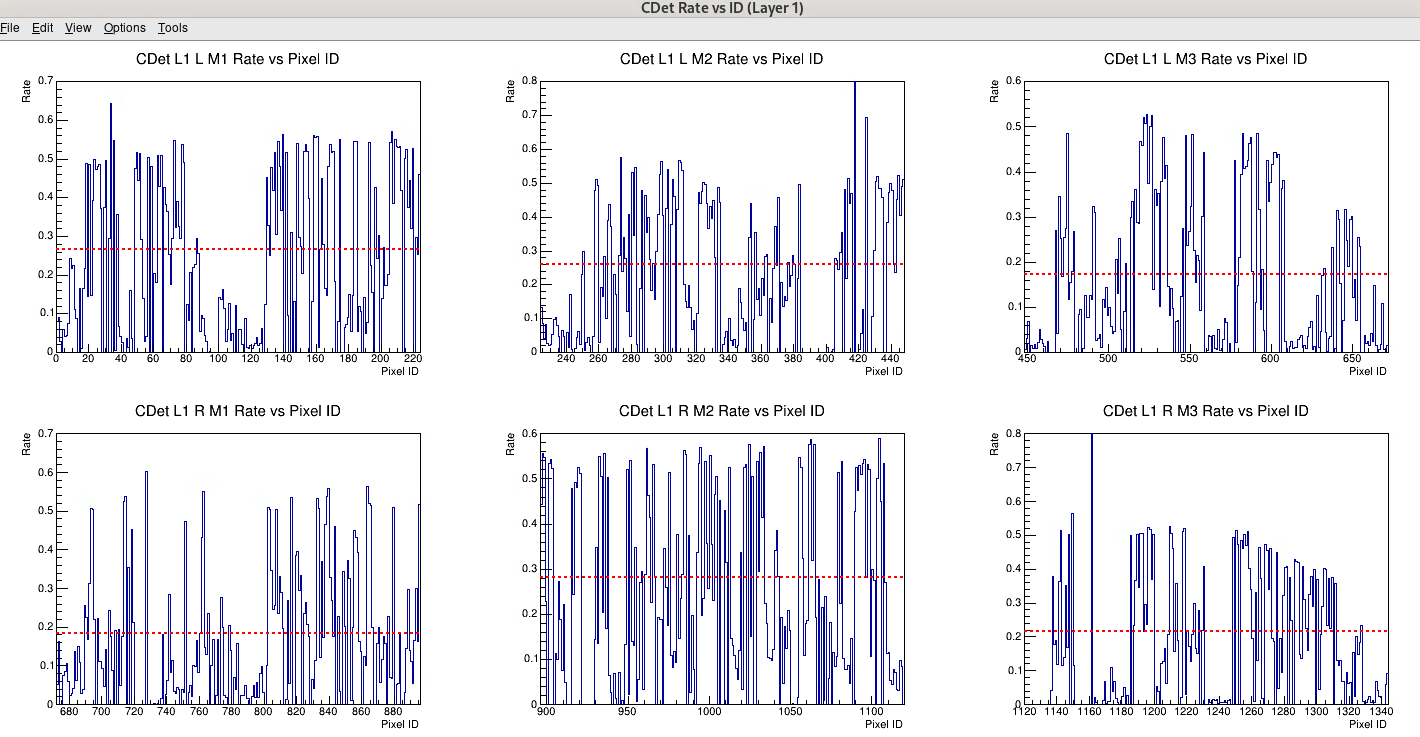 CDet Rate vs ID (Layer 1)
File Edit View Options Tools
CDet L1 L M1 Rate vs Pixel ID
Rate
0.7
0.6
0.5
0.4
0.3
0.2
0.1
0
0 20 40 60 80 100 120 140 160 180 200 220
Pixel ID
CDet L1 L M2 Rate vs Pixel ID
Rate
0.8
0.7
0.6
0.5
0.4
0.3
0.2
0.1
0
240 260 280 300 320 340 360 380 400 420 440
Pixel ID
CDet L1 L M3 Rate vs Pixel ID
Rate
0.6
0.5
0.4
0.3
0.2
0.1
0
450 500 550 600 650
Pixel ID
CDet L1 R M1 Rate vs Pixel ID
Rate
0.7
0.6
0.5
0.4
0.3
0.2
0.1
0
680 700 720 740 760 780 800 820 840 860 880
Pixel ID
CDet L1 R M2 Rate vs Pixel ID
Rate
0.6
0.5
0.4
0.3
0.2
0.1
0
900 950 1000 1050 1100
Pixel ID
CDet L1 R M3 Rate vs Pixel ID
Rate
0.8
0.7
0.6
0.5
0.4
0.3
0.2
0.1
0
1120 1140 1160 1180 1200 1220 1240 1260 1280 1300 1320 1340
Pixel ID